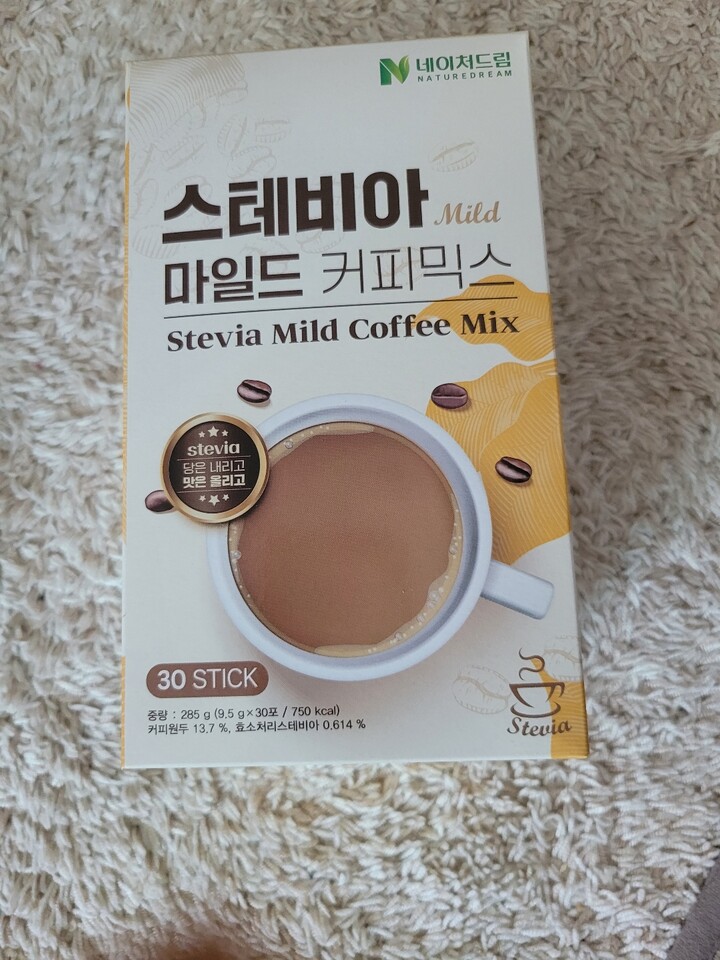 네이처드림
NATUREDREAM
스테비아 Mild
마일드 커피믹스
Stevia Mild Coffee Mix
stevia
당은 내리고
맛은 올리고
30 STICK
중량 : 285 g (9.5 g×30포 / 750 kcal)
커피원두 13.7 %, 효소처리스테비아 0.614 %
Stevia